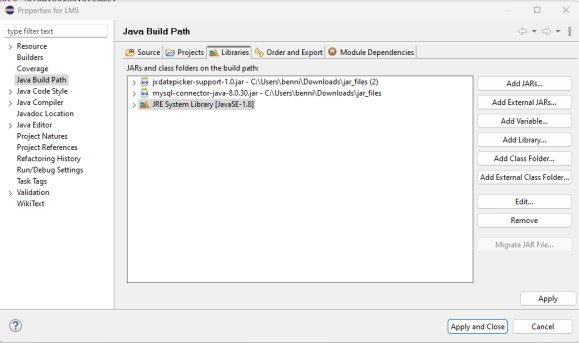 Properties for LMS
type filter text
Java Build Path
Resource
Builders
Coverage
Java Build Path
Java Code Style
Java Compiler
Javadoc Location
Java Editor
Project Natures
Project References
Refactoring History
Run/Debug Settings
Task Tags
Validation
WikiText
Source
Projects
Libraries
Order and Export
Module Dependencies
JARs and class folders on the build path:
jxdatepicker-support-1.0.jar - C:\Users\benni\Downloads\jar_files (2)
mysql-connector-java-8.0.30.jar - C:\Users\benni\Downloads\jar_files
JRE System Library [JavaSE-1.8]
Add JARs...
Add External JARs...
Add Variable...
Add Library...
Add Class Folder...
Add External Class Folder...
Edit...
Remove
Migrate JAR File...
Apply
Apply and Close
Cancel